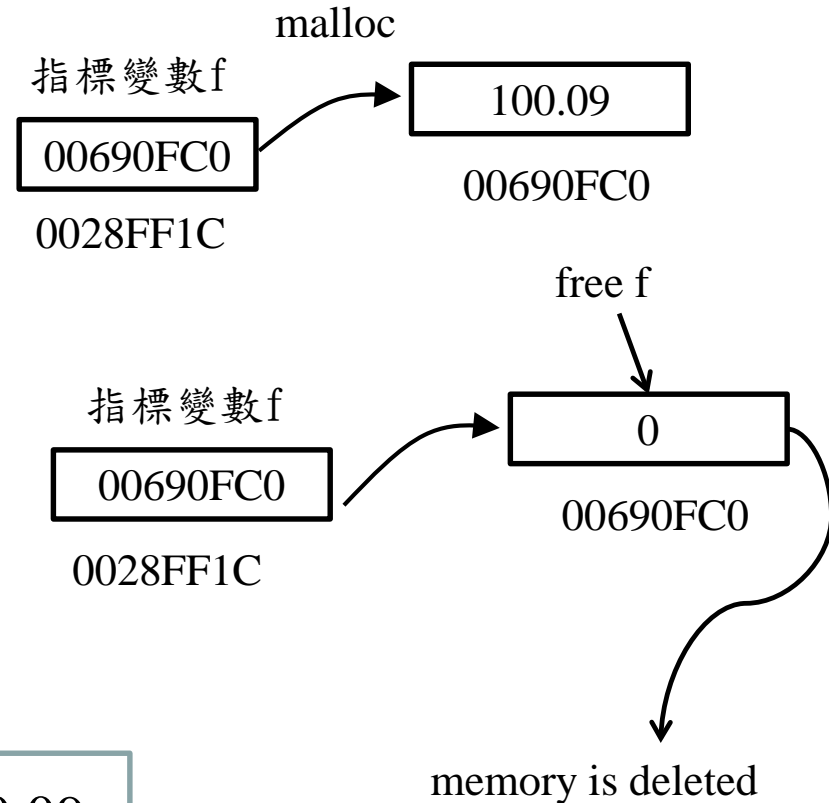 malloc
指標變數f
100.09
00690FC0
00690FC0
0028FF1C
free f
指標變數f
0
00690FC0
00690FC0
0028FF1C
memory is deleted